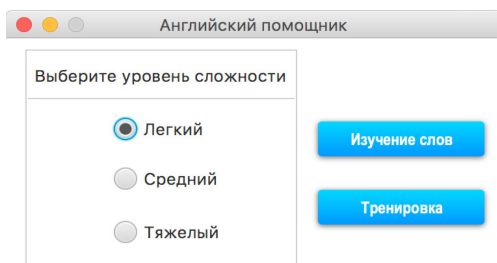 Английский помощник
Выберите уровень сложности
Легкий
Средний
Тяжелый
Изучение слов
Тренировка